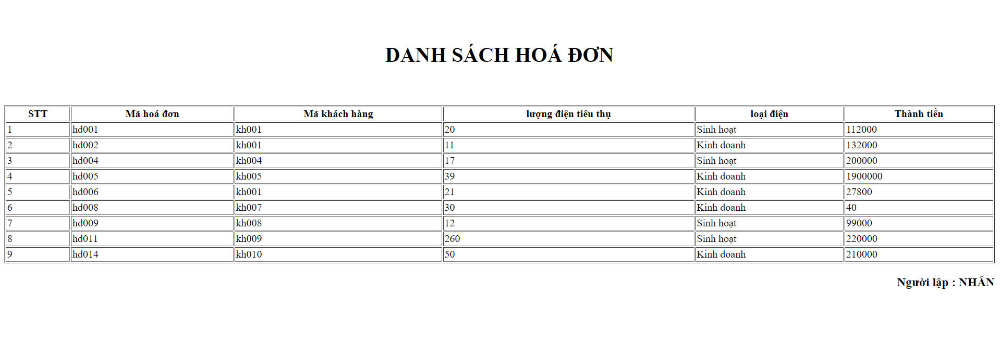 DANH SÁCH HOÁ ĐƠN
STT Mã hoá đơn Mã khách hàng lượng điện tiêu thụ loại điện Thành tiền
1 hd001 kh001 20 Sinh hoạt 112000
2 hd002 kh001 11 Kinh doanh 132000
3 hd004 kh004 17 Sinh hoạt 200000
4 hd005 kh005 39 Kinh doanh 1900000
5 hd006 kh001 21 Kinh doanh 27800
6 hd008 kh007 30 Kinh doanh 40
7 hd009 kh008 12 Sinh hoạt 99000
8 hd011 kh009 260 Sinh hoạt 220000
9 hd014 kh010 50 Kinh doanh 210000
Người lập : NHÂN